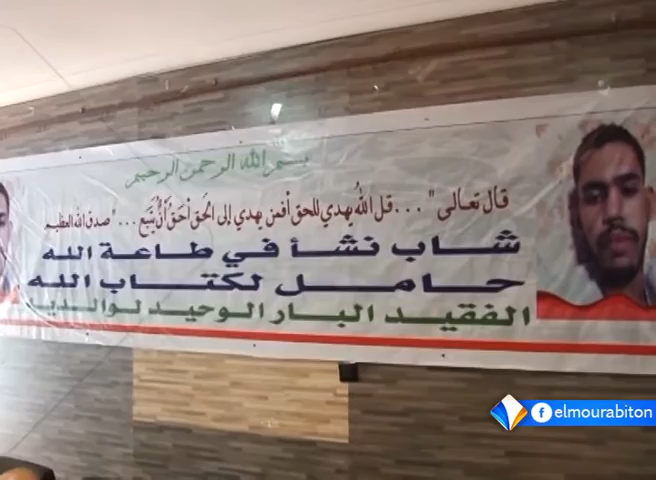 بسم الله الرحمن الرحيم
قال تعالى "...قل الله يهدي للحق أفمن يهدي إلى الحق أحق أن يتبع..." صدق الله العظيم
شاب نشأ في طاعة الله
حامل لكتاب الله
الفقيد البار الوحيد لوالديه
elmourabiton